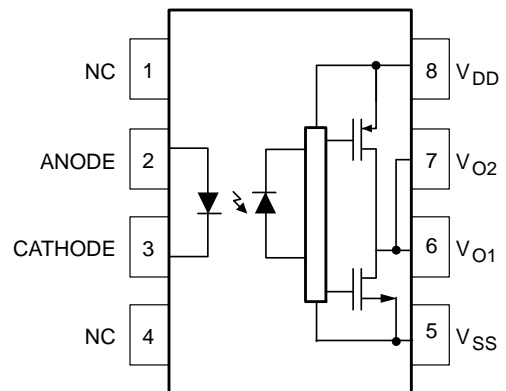 NC 1
ANODE 2
CATHODE 3
NC 4
8 VDD
7 VO2
6 VO1
5 VSS